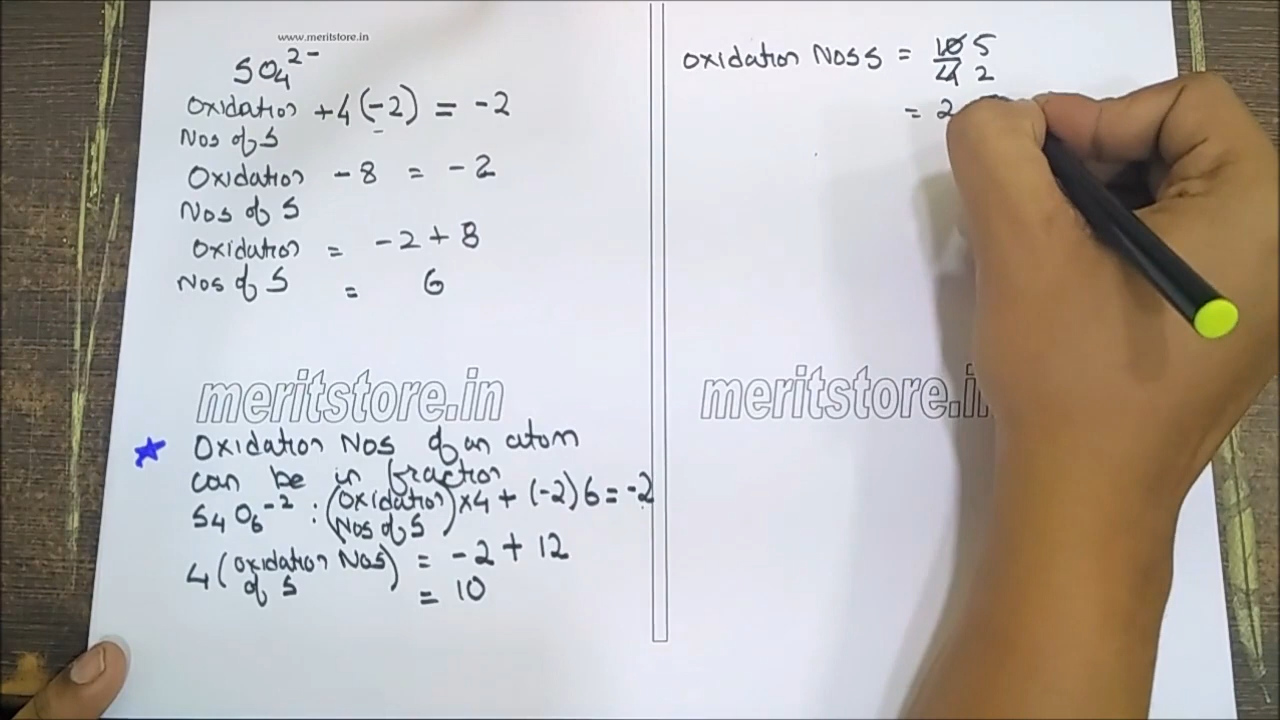 www.meritstore.in
SO4 2-
Oxidation +4(-2) = -2
Nos of S
Oxidation -8 = -2
Nos of S
Oxidation = -2+8
Nos of S = 6
meritstore.in
★ Oxidation Nos of an atom
can be in fraction
S4O6 -2 : (Oxidation Nos of S) x4 + (-2)6 = -2
4(Oxidation Nos of S) = -2 + 12
= 10
Oxidation Nos S = 10/4 5/2
= 2
meritstore.in